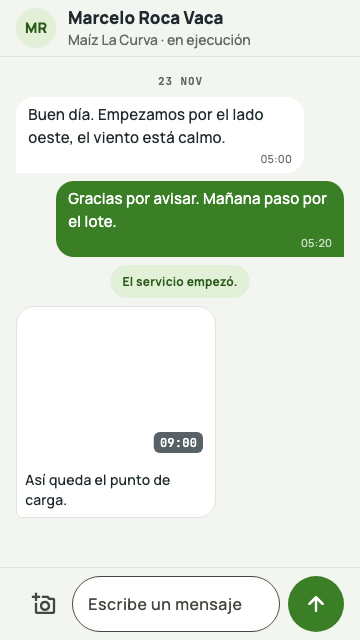 MR
Marcelo Roca Vaca
Maíz La Curva · en ejecución
23 NOV
Buen día. Empezamos por el lado
oeste, el viento está calmo.
05:00
Gracias por avisar. Mañana paso por
el lote.
05:20
El servicio empezó.
09:00
Así queda el punto de
carga.
Escribe un mensaje